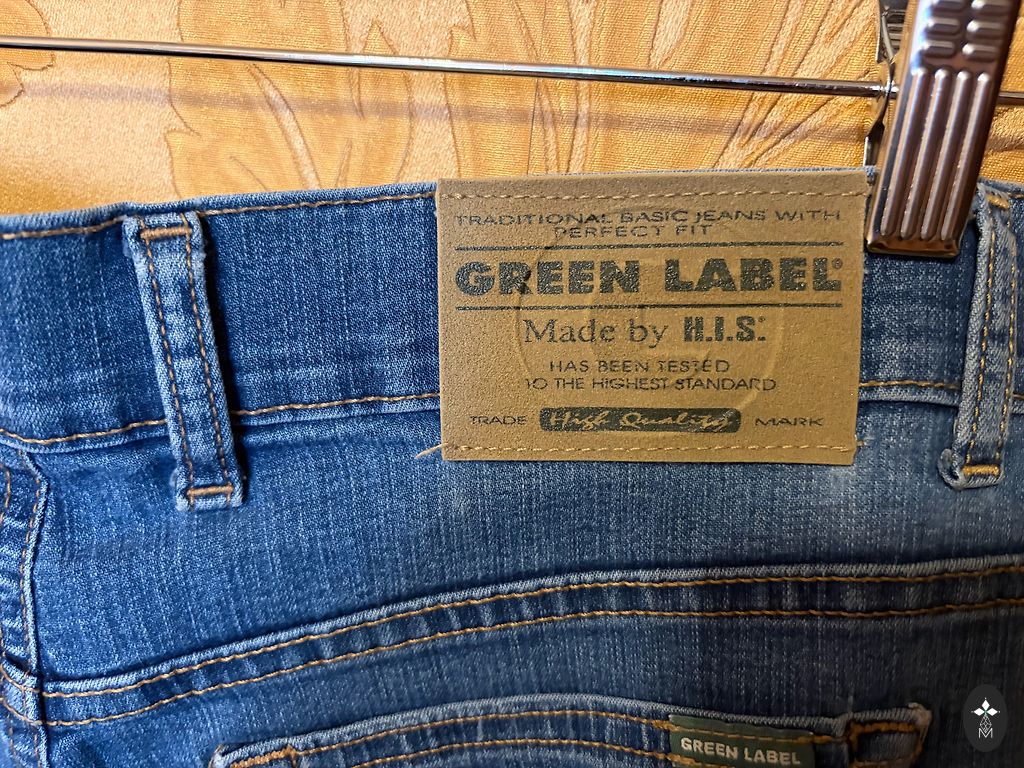 TRADITIONAL BASIC JEANS WITH
PERFECT FIT
GREEN LABEL®
Made by H.I.S.®
HAS BEEN TESTED
TO THE HIGHEST STANDARD
TRADE High Quality MARK
GREEN LABEL
M